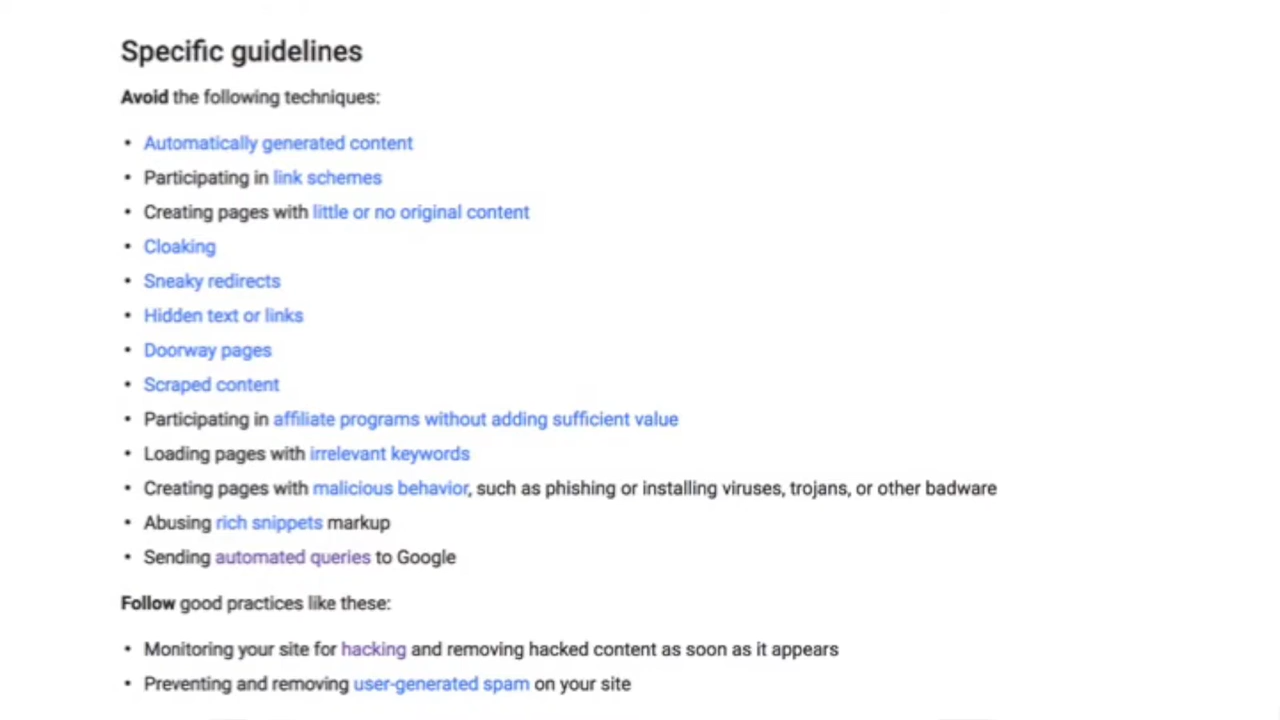 Specific guidelines
Avoid the following techniques:
• Automatically generated content
• Participating in link schemes
• Creating pages with little or no original content
• Cloaking
• Sneaky redirects
• Hidden text or links
• Doorway pages
• Scraped content
• Participating in affiliate programs without adding sufficient value
• Loading pages with irrelevant keywords
• Creating pages with malicious behavior, such as phishing or installing viruses, trojans, or other badware
• Abusing rich snippets markup
• Sending automated queries to Google
Follow good practices like these:
• Monitoring your site for hacking and removing hacked content as soon as it appears
• Preventing and removing user-generated spam on your site